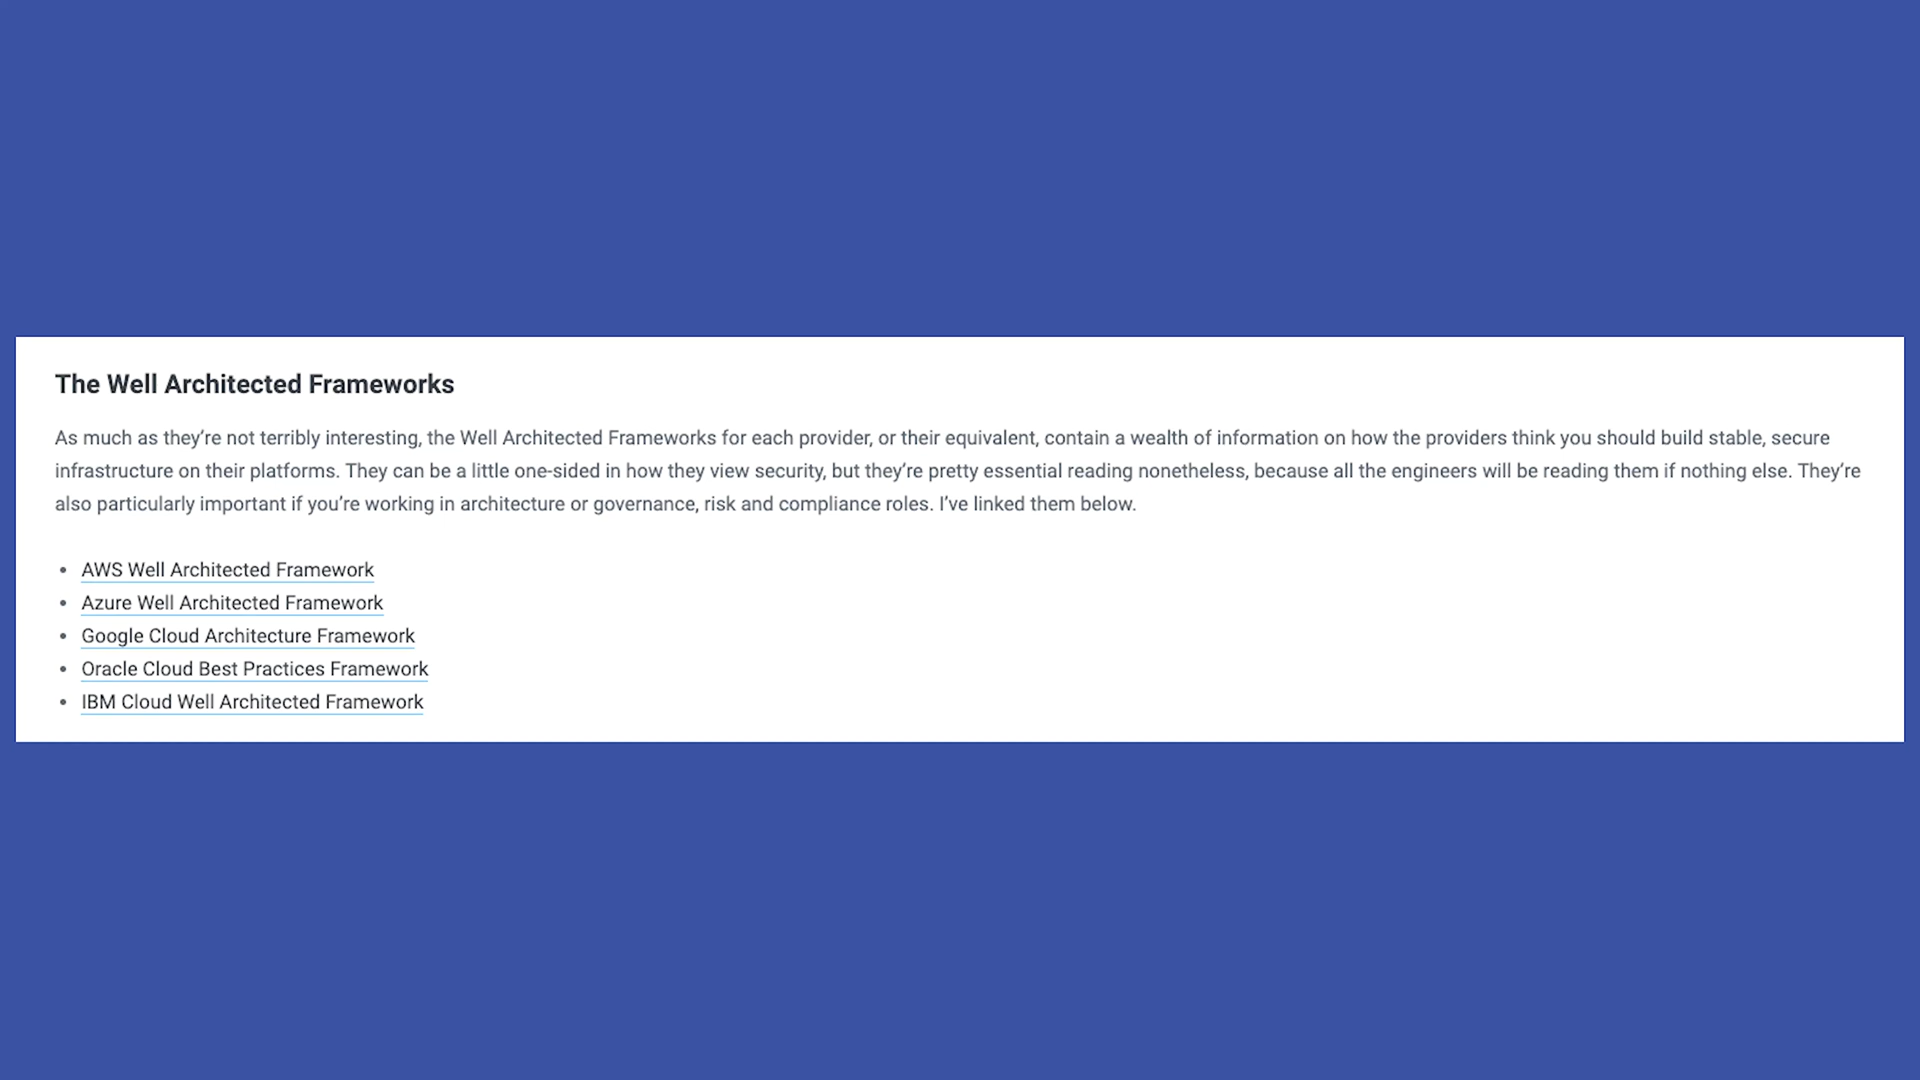 The Well Architected Frameworks
As much as they’re not terribly interesting, the Well Architected Frameworks for each provider, or their equivalent, contain a wealth of information on how the providers think you should build stable, secure
infrastructure on their platforms. They can be a little one-sided in how they view security, but they’re pretty essential reading nonetheless, because all the engineers will be reading them if nothing else. They’re
also particularly important if you’re working in architecture or governance, risk and compliance roles. I’ve linked them below.
• AWS Well Architected Framework
• Azure Well Architected Framework
• Google Cloud Architecture Framework
• Oracle Cloud Best Practices Framework
• IBM Cloud Well Architected Framework